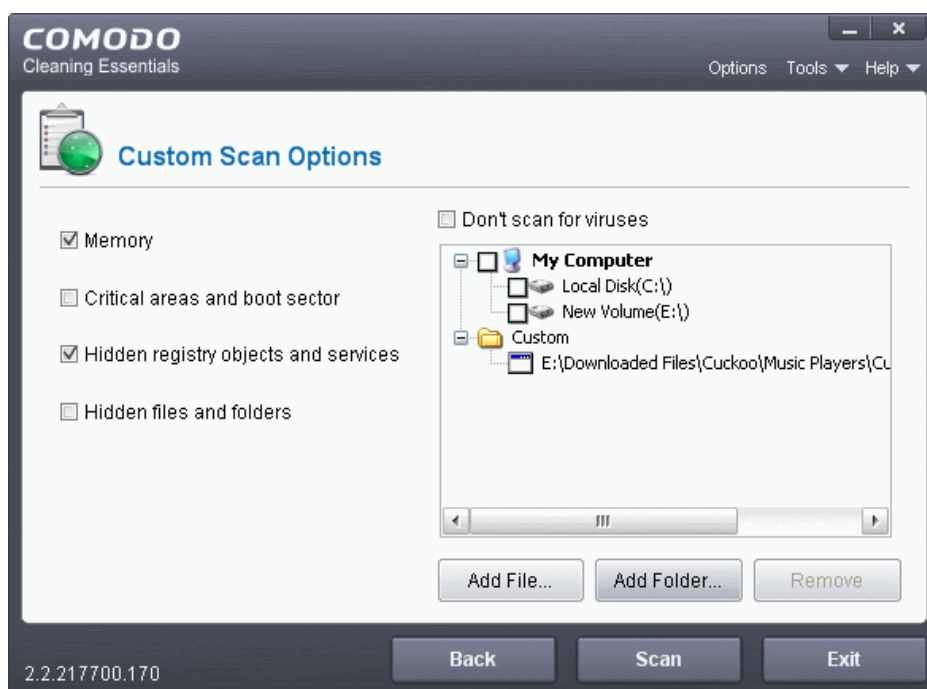 COMODO
Cleaning Essentials
Options Tools Help
Custom Scan Options
Memory
Critical areas and boot sector
Hidden registry objects and services
Hidden files and folders
Don't scan for viruses
My Computer
Local Disk(C:\)
New Volume(E:\)
Custom
E:\Downloaded Files\Cuckoo\Music Players\Cu
Add File...
Add Folder...
Remove
2.2.217700.170
Back
Scan
Exit